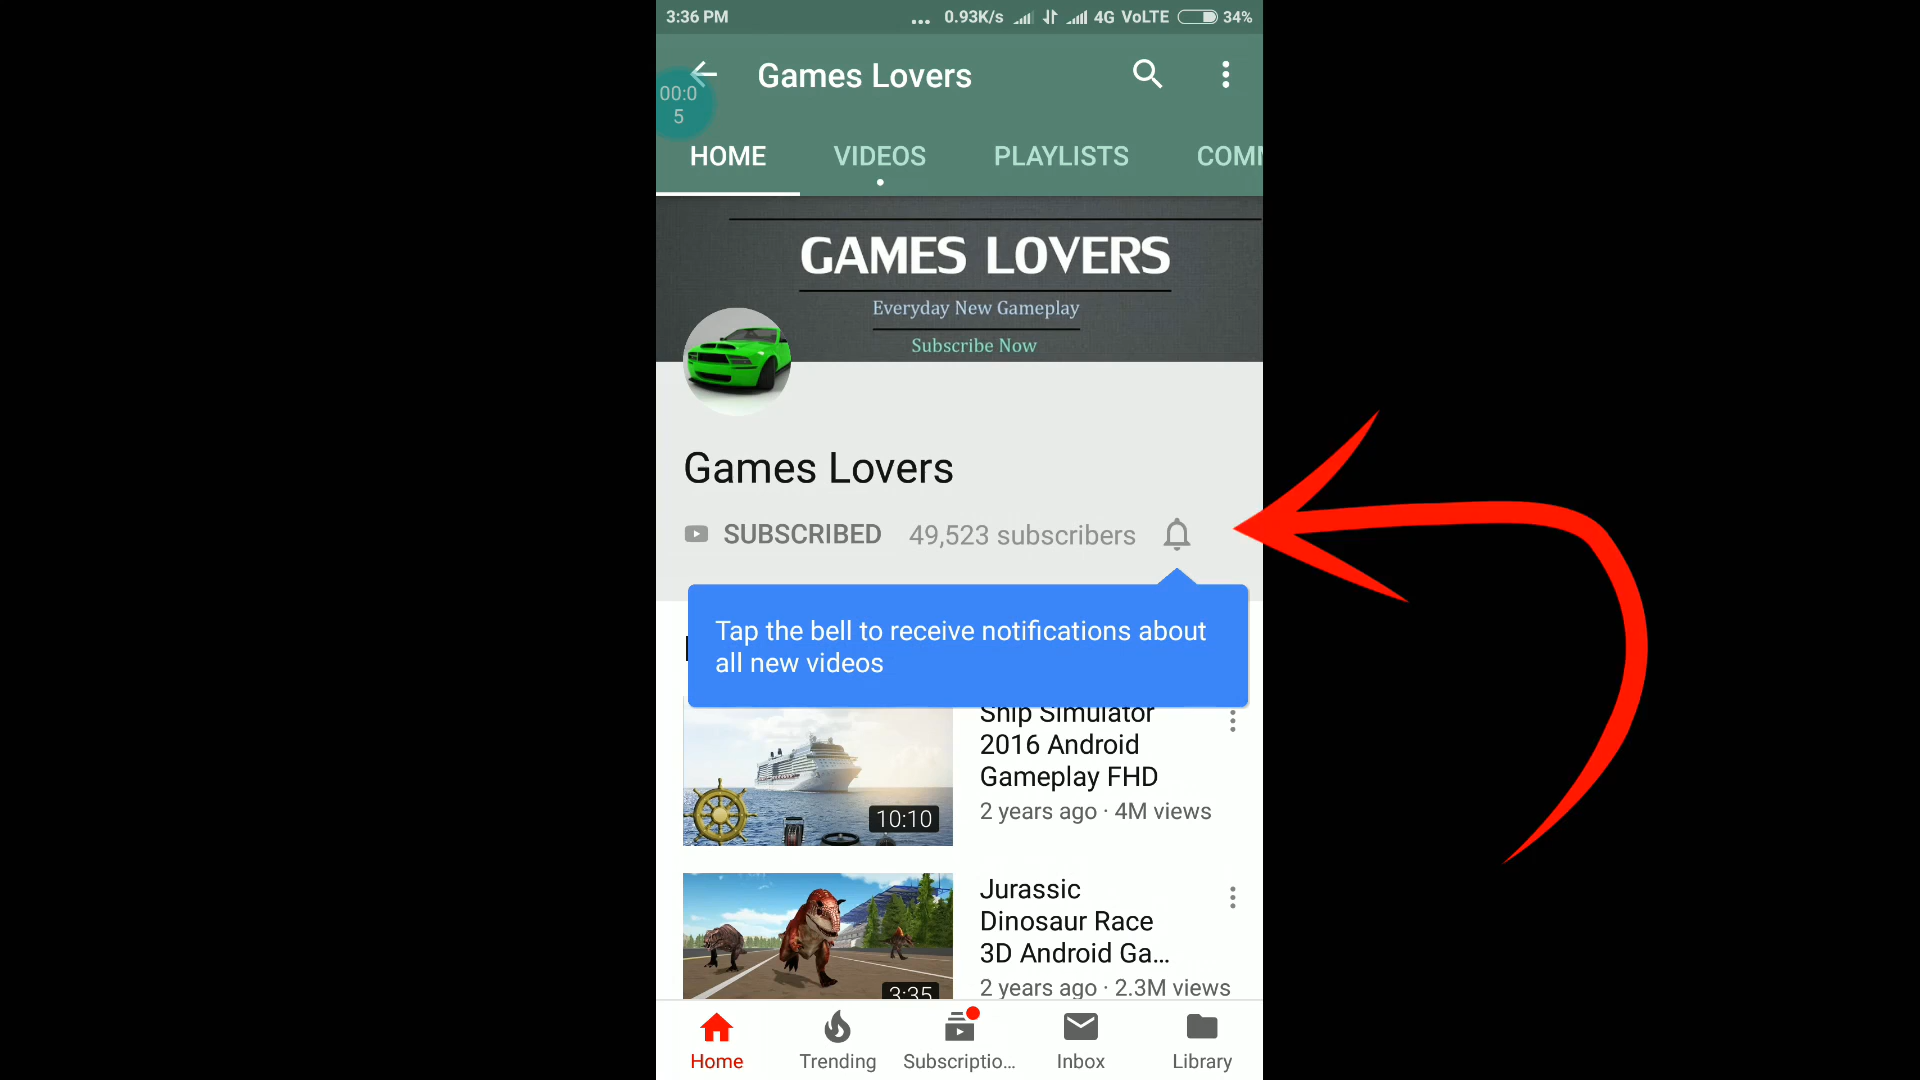 3:36 PM
... 0.93K/s 4G VoLTE 34%
Games Lovers
00:0
5
HOME VIDEOS PLAYLISTS COMM
GAMES LOVERS
Everyday New Gameplay
Subscribe Now
Games Lovers
SUBSCRIBED 49,523 subscribers
Tap the bell to receive notifications about
all new videos
Ship Simulator
2016 Android
Gameplay FHD
2 years ago · 4M views
10:10
Jurassic
Dinosaur Race
3D Android Ga...
2 years ago · 2.3M views
3:35
Home Trending Subscriptio... Inbox Library